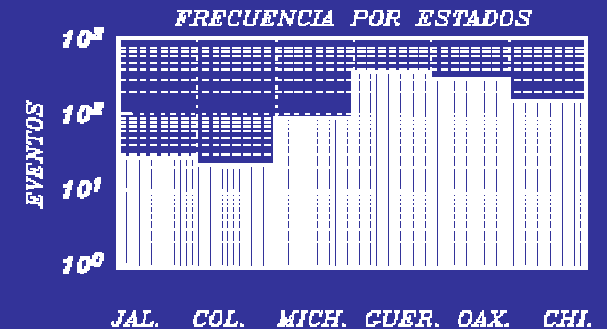 FRECUENCIA POR ESTADOS
10³
10²
10¹
10⁰
EVENTOS
JAL. COL. MICH. GUER. OAX. CHI.